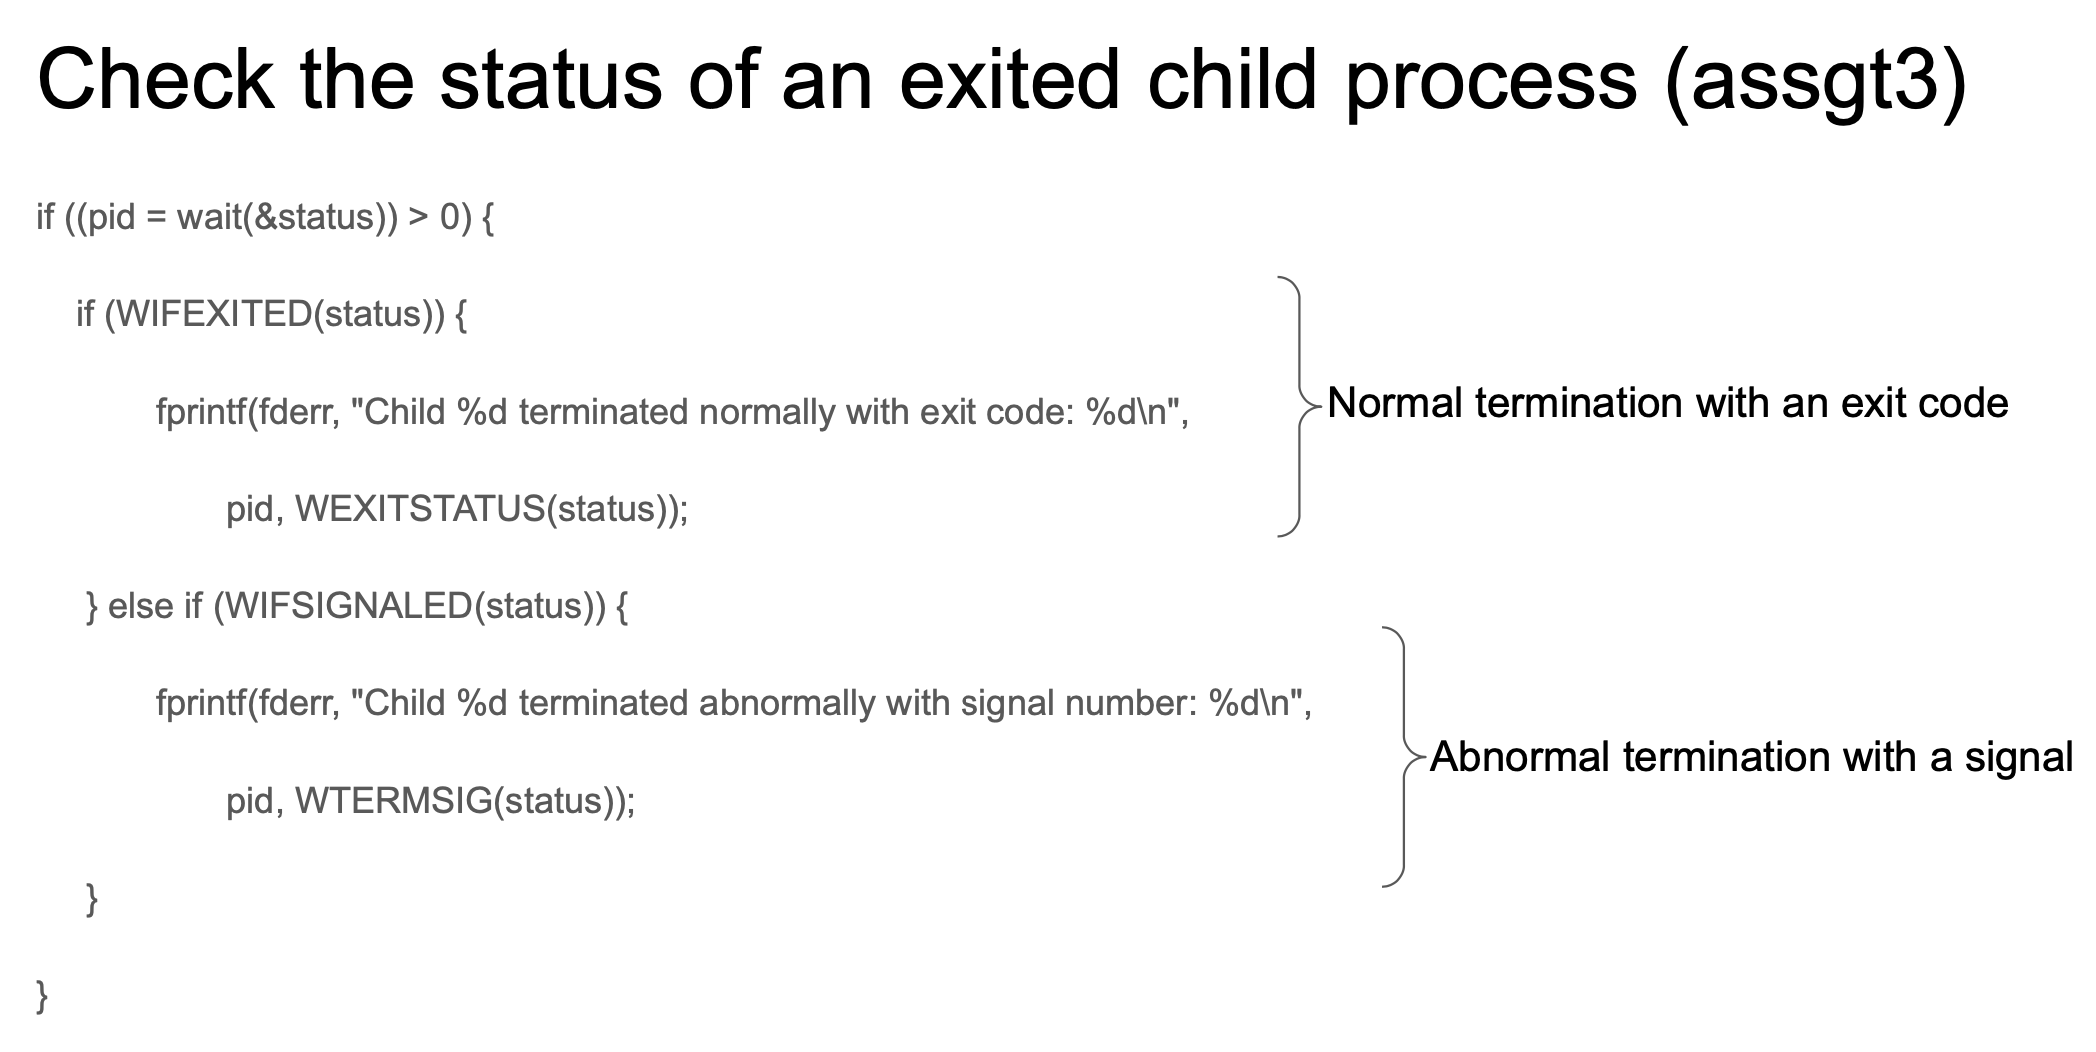 Check the status of an exited child process (assgt3)
if ((pid = wait(&status)) > 0) {
if (WIFEXITED(status)) {
fprintf(fderr, "Child %d terminated normally with exit code: %d\n",
Normal termination with an exit code
pid, WEXITSTATUS(status));
} else if (WIFSIGNALED(status)) {
fprintf(fderr, "Child %d terminated abnormally with signal number: %d\n",
Abnormal termination with a signal
pid, WTERMSIG(status));
}
}